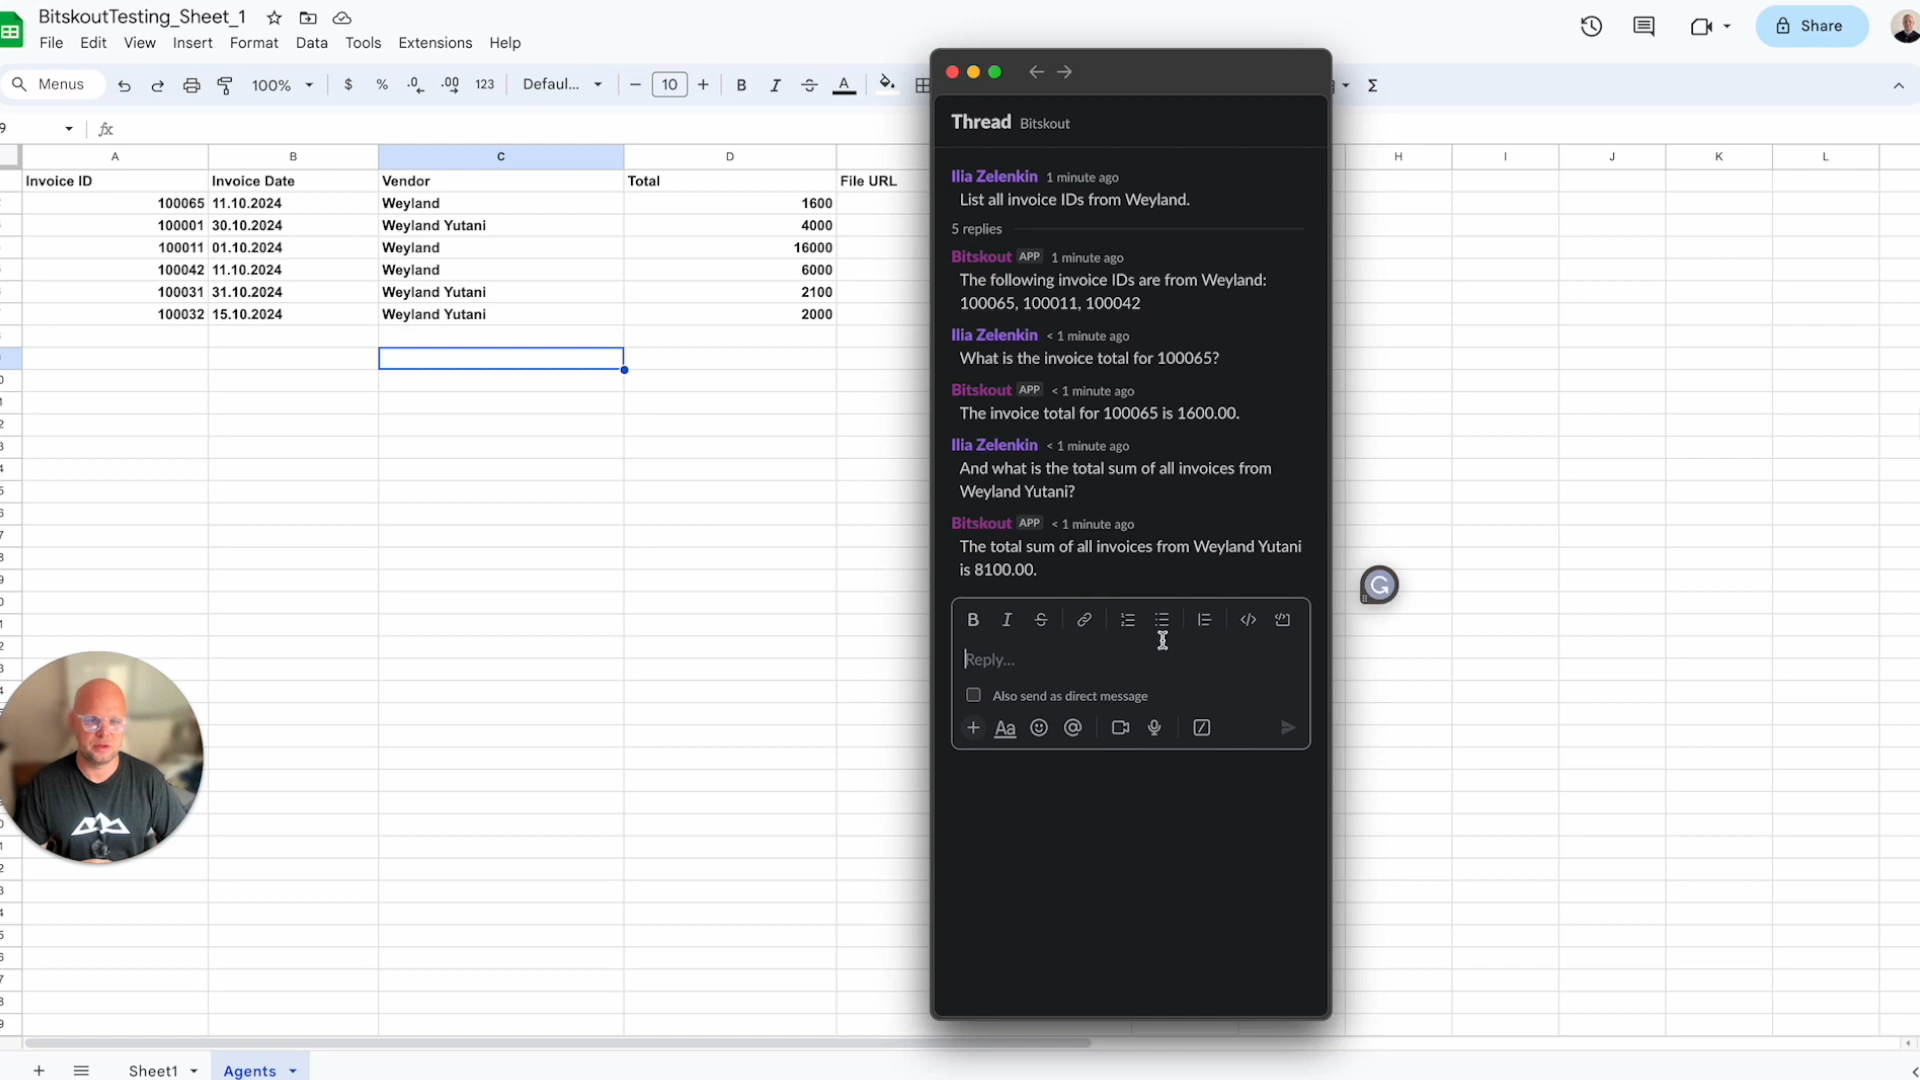 BitskoutTesting_Sheet_1
File Edit View Insert Format Data Tools Extensions Help
Share
Menus 100% $ % .0 .00 123 Defaul... 10 B I A Σ
fx
A B C D H I J K L
Invoice ID Invoice Date Vendor Total File URL
100065 11.10.2024 Weyland 1600
100001 30.10.2024 Weyland Yutani 4000
100011 01.10.2024 Weyland 16000
100042 11.10.2024 Weyland 6000
100031 31.10.2024 Weyland Yutani 2100
100032 15.10.2024 Weyland Yutani 2000
Thread Bitskout
Ilia Zelenkin 1 minute ago
List all invoice IDs from Weyland.
5 replies
Bitskout APP 1 minute ago
The following invoice IDs are from Weyland:
100065, 100011, 100042
Ilia Zelenkin < 1 minute ago
What is the invoice total for 100065?
Bitskout APP < 1 minute ago
The invoice total for 100065 is 1600.00.
Ilia Zelenkin < 1 minute ago
And what is the total sum of all invoices from
Weyland Yutani?
Bitskout APP < 1 minute ago
The total sum of all invoices from Weyland Yutani
is 8100.00.
B I S
Reply...
Also send as direct message
Aa @
G
Sheet1 Agents